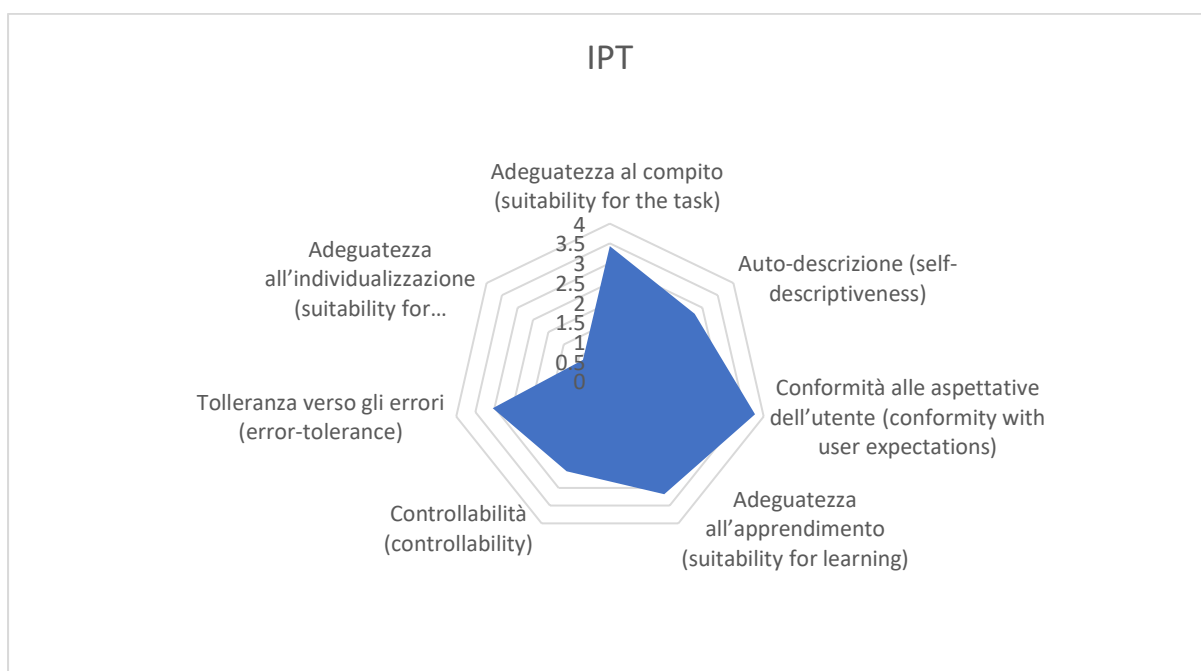 IPT
Adeguatezza al compito
(suitability for the task)
Auto-descrizione (self-
descriptiveness)
Conformità alle aspettative
dell’utente (conformity with
user expectations)
Adeguatezza
all’apprendimento
(suitability for learning)
Controllabilità
(controllability)
Tolleranza verso gli errori
(error-tolerance)
Adeguatezza
all’individualizzazione
(suitability for...
4
3.5
3
2.5
2
1.5
1
0.5
0